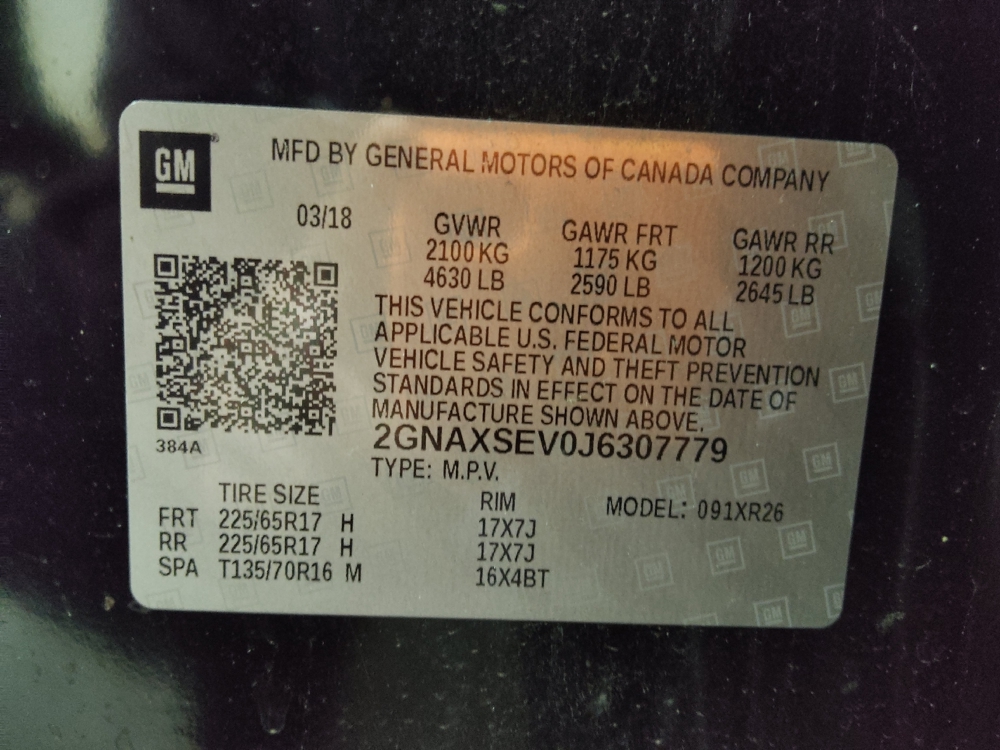 GM
MFD BY GENERAL MOTORS OF CANADA COMPANY
03/18
GVWR GAWR FRT GAWR RR
2100 KG 1175 KG 1200 KG
4630 LB 2590 LB 2645 LB
THIS VEHICLE CONFORMS TO ALL
APPLICABLE U.S. FEDERAL MOTOR
VEHICLE SAFETY AND THEFT PREVENTION
STANDARDS IN EFFECT ON THE DATE OF
MANUFACTURE SHOWN ABOVE.
384A
2GNAXSEV0J6307779
TYPE: M.P.V.
TIRE SIZE RIM MODEL: 091XR26
FRT 225/65R17 H 17X7J
RR 225/65R17 H 17X7J
SPA T135/70R16 M 16X4BT